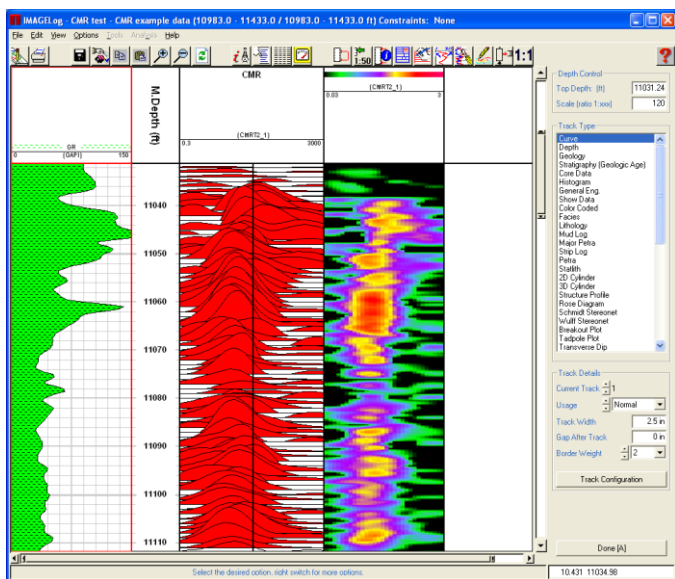 IMAGELog - CMR test - CMR example data (10983.0 - 11433.0 / 10983.0 - 11433.0 ft) Constraints: None
File Edit View Options Tools Analysis Help
1:50
1:1
CMR
M.Depth (ft)
GR
0 (GAPI) 150
(CMRT2_1)
0.3 3000
(CMRT2_1)
0.03 3
11040
11050
11060
11070
11080
11090
11100
11110
Depth Control
Top Depth: (ft) 11031.24
Scale (ratio 1:xxx) 120
Track Type
Curve
Depth
Geology
Stratigraphy (Geologic Age)
Core Data
Histogram
General Eng.
Show Data
Color Coded
Facies
Lithology
Mud Log
Major Petra
Strip Log
Petra
Statlith
2D Cylinder
3D Cylinder
Structure Profile
Rose Diagram
Schmidt Stereonet
Wulff Stereonet
Breakout Plot
Tadpole Plot
Transverse Dip
Track Details
Current Track 1
Usage Normal
Track Width 2.5 in
Gap After Track 0 in
Border Weight 2
Track Configuration
Done [A]
Select the desired option, right switch for more options.
10.431 11034.98